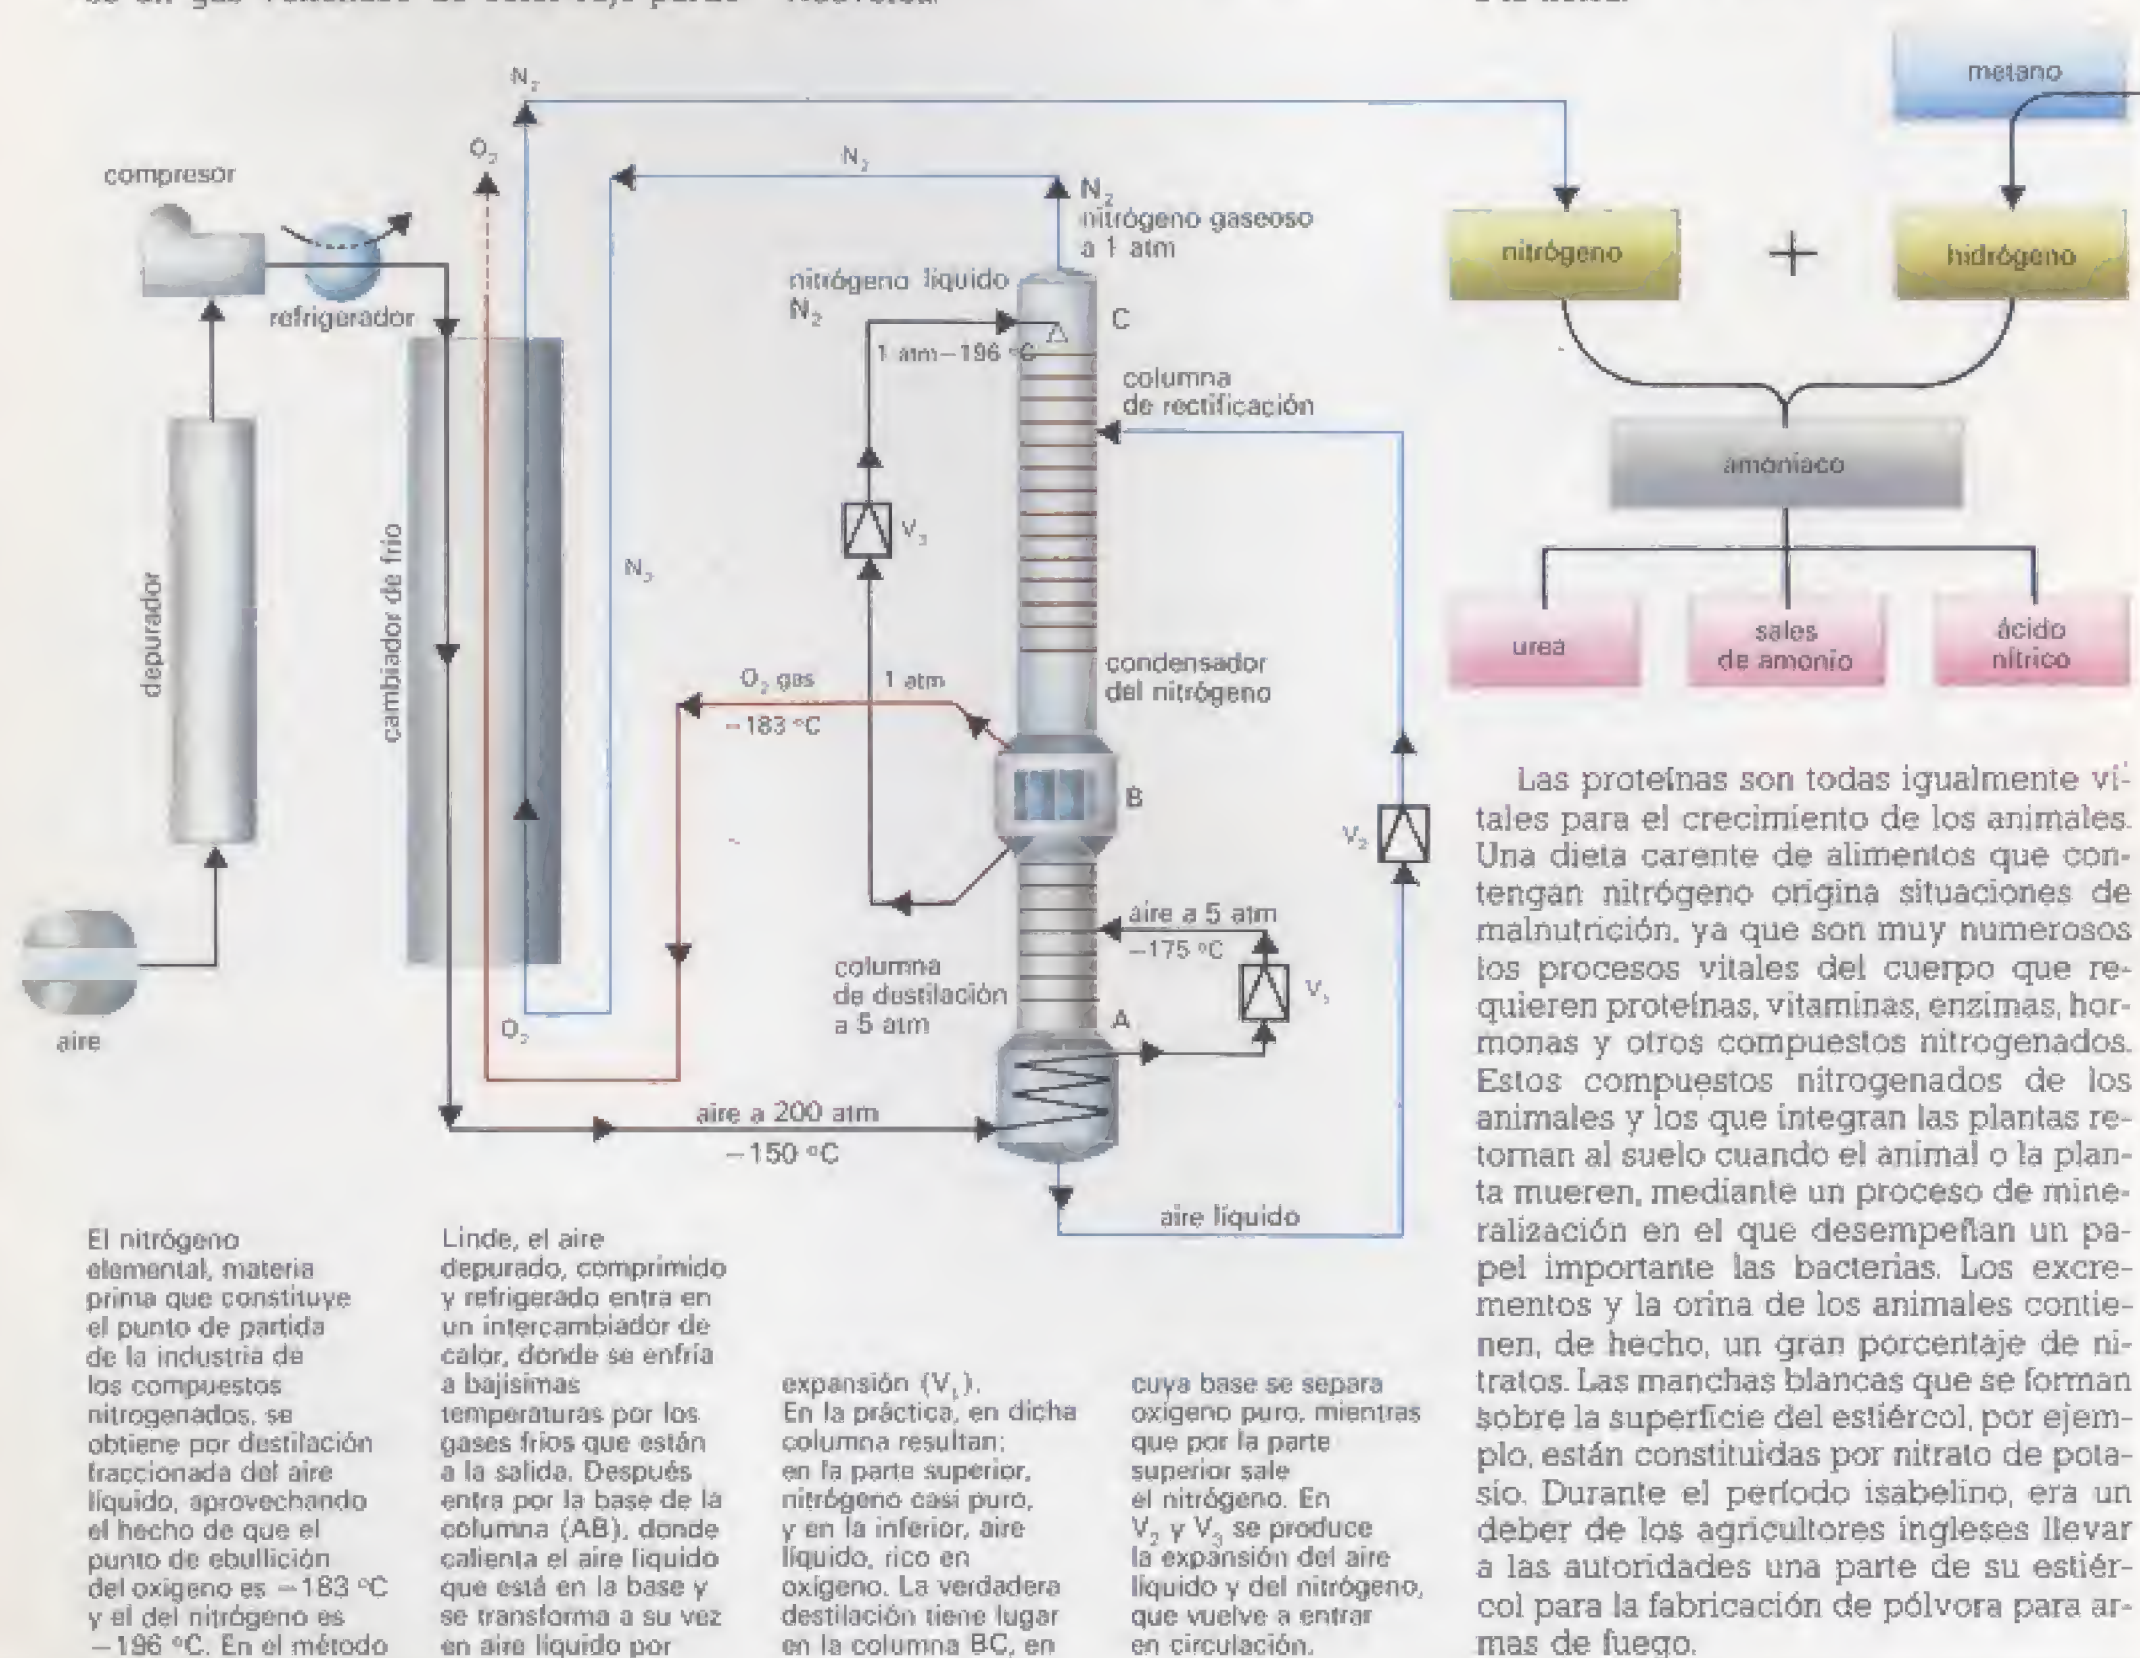 N₂
O₂
compresor
refrigerador
depurador
cambiador de frío
aire
N₂
N₂
O₂
N₂
nitrógeno gaseoso
a 1 atm
nitrógeno líquido
N₂
1 atm–196 °C
C
columna
de rectificación
V₃
O₂ gas
1 atm
–183 °C
condensador
del nitrógeno
B
V₂
aire a 5 atm
–175 °C
V₁
columna
de destilación
a 5 atm
A
aire a 200 atm
–150 °C
aire líquido
metano
nitrógeno
+
hidrógeno
amoníaco
urea
sales
de amonio
ácido
nítrico
El nitrógeno
elemental, materia
prima que constituye
el punto de partida
de la industria de
los compuestos
nitrogenados, se
obtiene por destilación
fraccionada del aire
líquido, aprovechando
el hecho de que el
punto de ebullición
del oxígeno es –183 °C
y el del nitrógeno es
–196 °C. En el método
Linde, el aire
depurado, comprimido
y refrigerado entra en
un intercambiador de
calor, donde se enfría
a bajísimas
temperaturas por los
gases fríos que están
a la salida. Después
entra por la base de la
columna (AB), donde
calienta el aire líquido
que está en la base y
se transforma a su vez
en aire líquido por
expansión (V₁).
En la práctica, en dicha
columna resultan:
en la parte superior,
nitrógeno casi puro,
y en la inferior, aire
líquido, rico en
oxígeno. La verdadera
destilación tiene lugar
en la columna BC, en
cuya base se separa
oxígeno puro, mientras
que por la parte
superior sale
el nitrógeno. En
V₂ y V₃ se produce
la expansión del aire
líquido y del nitrógeno,
que vuelve a entrar
en circulación.
Las proteínas son todas igualmente vi-
tales para el crecimiento de los animales.
Una dieta carente de alimentos que con-
tengan nitrógeno origina situaciones de
malnutrición, ya que son muy numerosos
los procesos vitales del cuerpo que re-
quieren proteínas, vitaminas, enzimas, hor-
monas y otros compuestos nitrogenados.
Estos compuestos nitrogenados de los
animales y los que integran las plantas re-
tornan al suelo cuando el animal o la plan-
ta mueren, mediante un proceso de mine-
ralización en el que desempeñan un pa-
pel importante las bacterias. Los excre-
mentos y la orina de los animales contie-
nen, de hecho, un gran porcentaje de ni-
tratos. Las manchas blancas que se forman
sobre la superficie del estiércol, por ejem-
plo, están constituidas por nitrato de pota-
sio. Durante el período isabelino, era un
deber de los agricultores ingleses llevar
a las autoridades una parte de su estiér-
col para la fabricación de pólvora para ar-
mas de fuego.